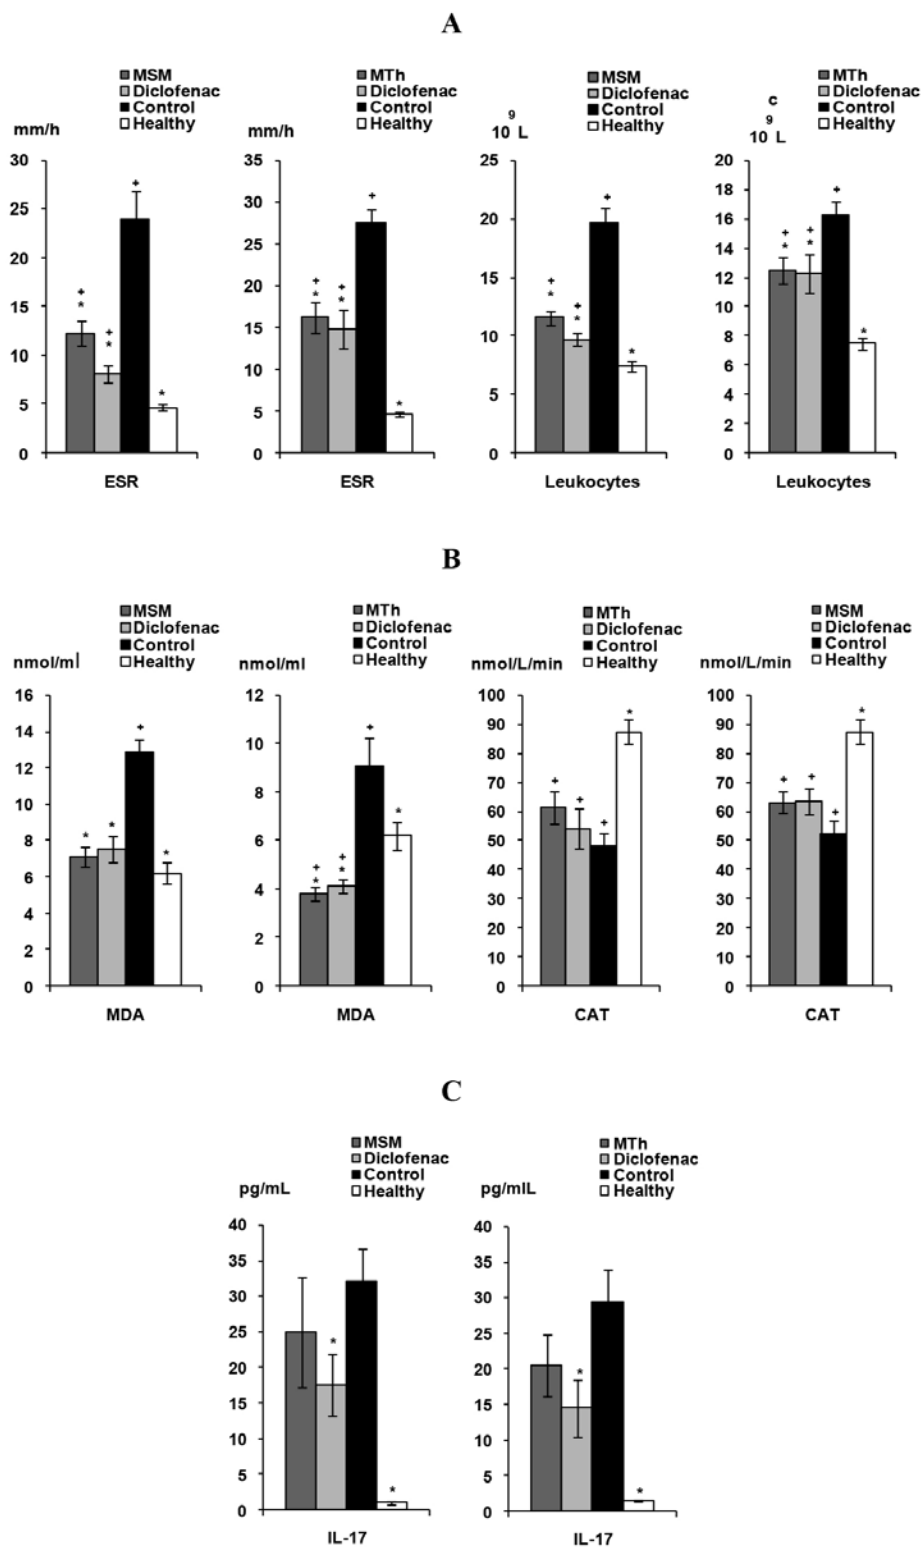 A
MSM
Diclofenac
Control
Healthy
mm/h
30
25
20
15
10
5
0
+
*
+
*
+
*
ESR
MTh
Diclofenac
Control
Healthy
mm/h
35
30
25
20
15
10
5
0
+
*
+
*
+
*
ESR
MSM
Diclofenac
Control
Healthy
9
10 L
25
20
15
10
5
0
+
*
+
*
+
*
Leukocytes
MTh
Diclofenac
Control
Healthy
c
9
10 L
20
18
16
14
12
10
8
6
4
2
0
+
*
+
*
+
*
Leukocytes
B
MSM
Diclofenac
Control
Healthy
nmol/ml
16
14
12
10
8
6
4
2
0
*
*
+
*
MDA
MTh
Diclofenac
Control
Healthy
nmol/ml
12
10
8
6
4
2
0
+
*
+
*
+
*
MDA
MTh
Diclofenac
Control
Healthy
nmol/L/min
100
90
80
70
60
50
40
30
20
10
0
+
+
+
*
CAT
MSM
Diclofenac
Control
Healthy
nmol/L/min
100
90
80
70
60
50
40
30
20
10
0
+
+
+
*
CAT
C
MSM
Diclofenac
Control
Healthy
pg/mL
40
35
30
25
20
15
10
5
0
*
*
IL-17
MTh
Diclofenac
Control
Healthy
pg/mlL
40
35
30
25
20
15
10
5
0
*
*
IL-17